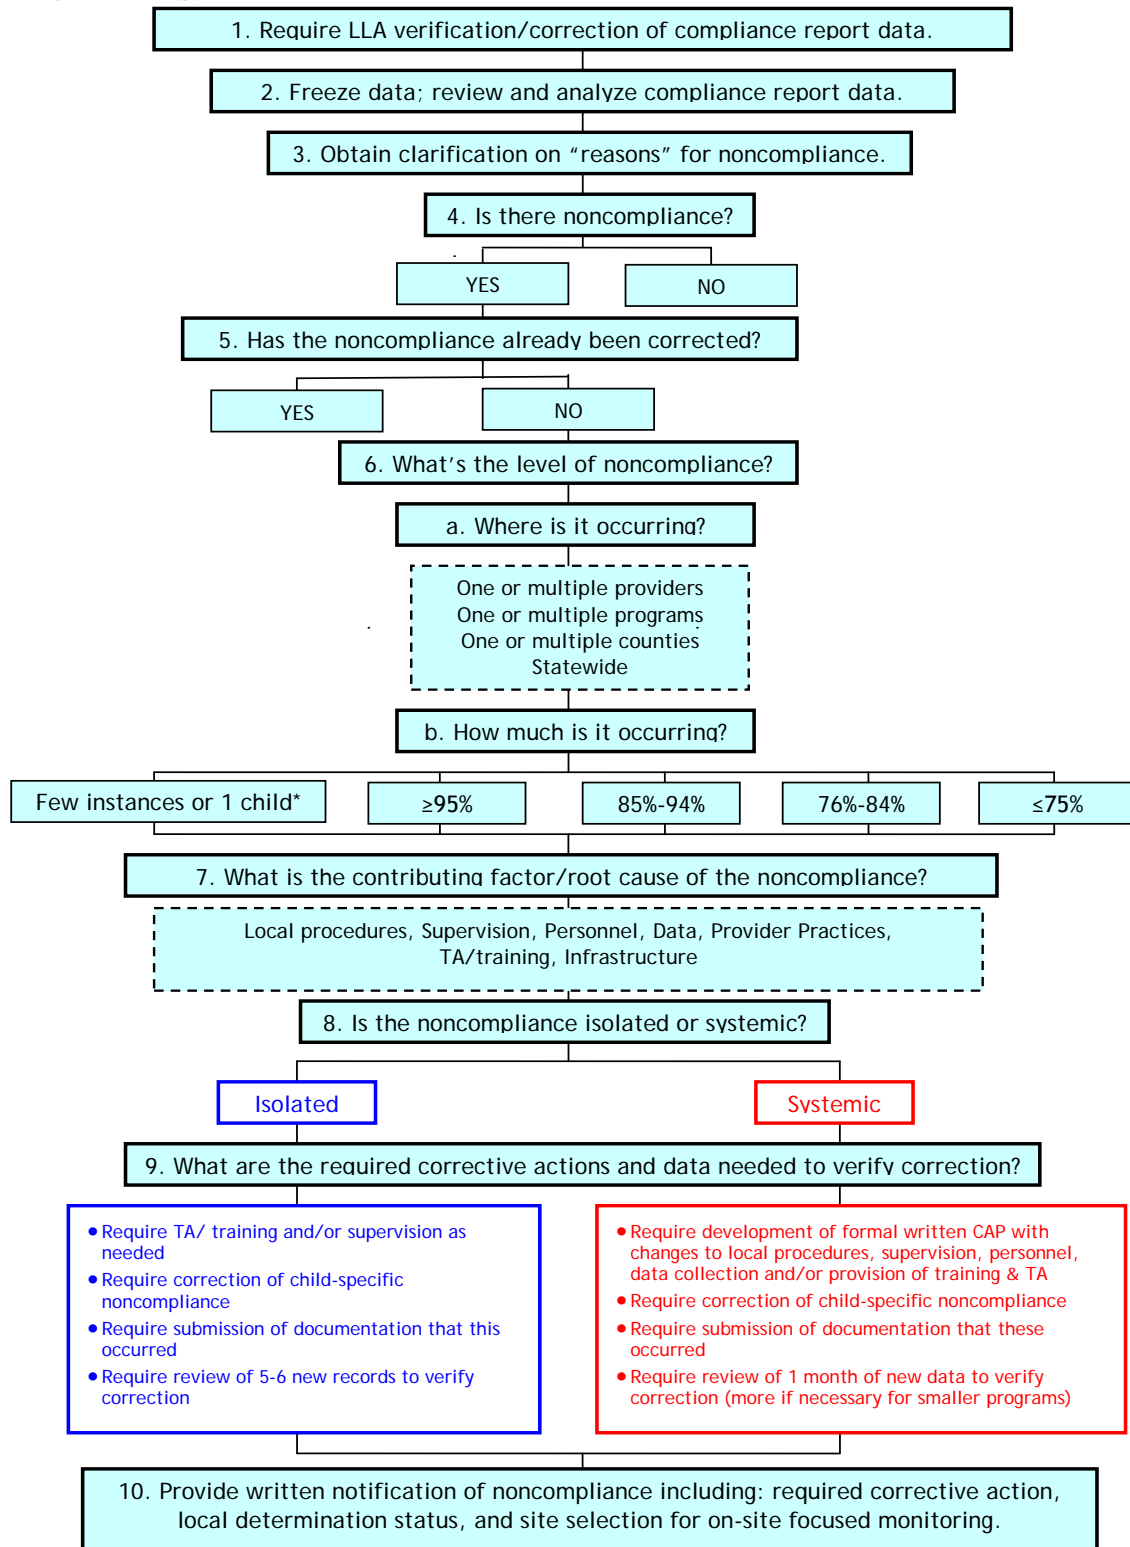 1. Require LLA verification/correction of compliance report data.
2. Freeze data; review and analyze compliance report data.
3. Obtain clarification on “reasons” for noncompliance.
4. Is there noncompliance?
YES
NO
5. Has the noncompliance already been corrected?
YES
NO
6. What’s the level of noncompliance?
a. Where is it occurring?
One or multiple providers
One or multiple programs
One or multiple counties
Statewide
b. How much is it occurring?
Few instances or 1 child*
≥95%
85%-94%
76%-84%
≤75%
7. What is the contributing factor/root cause of the noncompliance?
Local procedures, Supervision, Personnel, Data, Provider Practices,
TA/training, Infrastructure
8. Is the noncompliance isolated or systemic?
Isolated
Systemic
9. What are the required corrective actions and data needed to verify correction?
• Require TA/ training and/or supervision as
needed
• Require correction of child-specific
noncompliance
• Require submission of documentation that this
occurred
• Require review of 5-6 new records to verify
correction
• Require development of formal written CAP with
changes to local procedures, supervision, personnel,
data collection and/or provision of training & TA
• Require correction of child-specific noncompliance
• Require submission of documentation that these
occurred
• Require review of 1 month of new data to verify
correction (more if necessary for smaller programs)
10. Provide written notification of noncompliance including: required corrective action,
local determination status, and site selection for on-site focused monitoring.